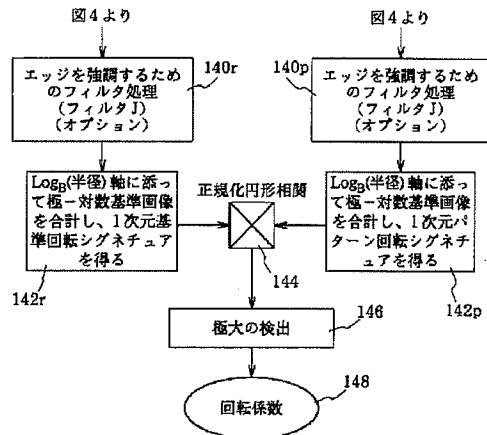 図4より
図4より
エッジを強調するため
のフィルタ処理
(フィルタJ)
(オプション)
140r
140p
エッジを強調するため
のフィルタ処理
(フィルタJ)
(オプション)
LogB(半径)軸に添っ
て極-対数基準画像
を合計し、1次元基
準回転シグネチュア
を得る
142r
正規化円形相関
144
LogB(半径)軸に添っ
て極-対数基準画像
を合計し、1次元パ
ターン回転シグネチ
ュアを得る
142p
極大の検出
146
回転係数
148